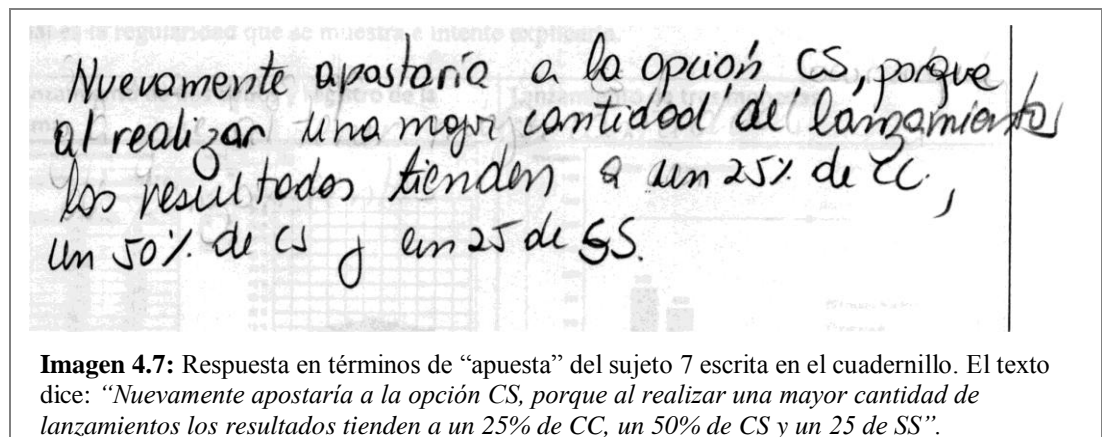 Nuevamente apostaría a la opción CS, porque
al realizar una mayor cantidad de lanzamientos
los resultados tienden a un 25% de CC,
un 50% de CS y un 25 de SS.
Imagen 4.7: Respuesta en términos de “apuesta” del sujeto 7 escrita en el cuadernillo. El texto
dice: “Nuevamente apostaría a la opción CS, porque al realizar una mayor cantidad de
lanzamientos los resultados tienden a un 25% de CC, un 50% de CS y un 25 de SS”.